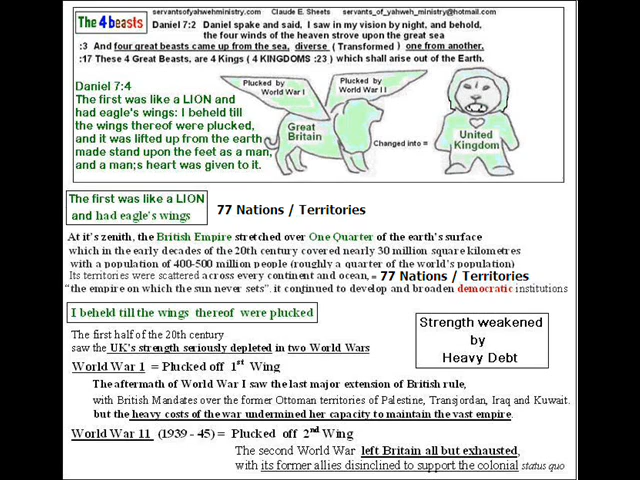 The 4 beasts
servantsofyahwehministry.com Claude E. Sheets servants_of_yahweh_ministry@hotmail.com
Daniel 7:2 Daniel spake and said, I saw in my vision by night, and behold,
the four winds of the heaven strove upon the great sea
:3 And four great beasts came up from the sea, diverse ( Transformed ) one from another,
:17 These 4 Great Beasts, are 4 Kings ( 4 KINGDOMS :23 ) which shall arise out of the Earth.
Daniel 7:4
The first was like a LION and
had eagle's wings: I beheld till
the wings thereof were plucked,
and it was lifted up from the earth
made stand upon the feet as a man,
and a man;s heart was given to it.
Plucked by
World War I
Plucked by
World War I I
Great
Britain
Changed into =
United
Kingdom
The first was like a LION
and had eagle's wings
77 Nations / Territories
At it's zenith, the British Empire stretched over One Quarter of the earth's surface
which in the early decades of the 20th century covered nearly 30 million square kilometres
with a population of 400-500 million people (roughly a quarter of the world's population)
Its territories were scattered across every continent and ocean, = 77 Nations / Territories
"the empire on which the sun never sets". it continued to develop and broaden democratic institutions
I beheld till the wings thereof were plucked
The first half of the 20th century
saw the UK's strength seriously depleted in two World Wars
Strength weakened
by
Heavy Debt
World War 1 = Plucked off 1st Wing
The aftermath of World War I saw the last major extension of British rule,
with British Mandates over the former Ottoman territories of Palestine, Transjordan, Iraq and Kuwait.
but the heavy costs of the war undermined her capacity to maintain the vast empire.
World War 11 (1939 - 45) = Plucked off 2nd Wing
The second World War left Britain all but exhausted,
with its former allies disinclined to support the colonial status quo